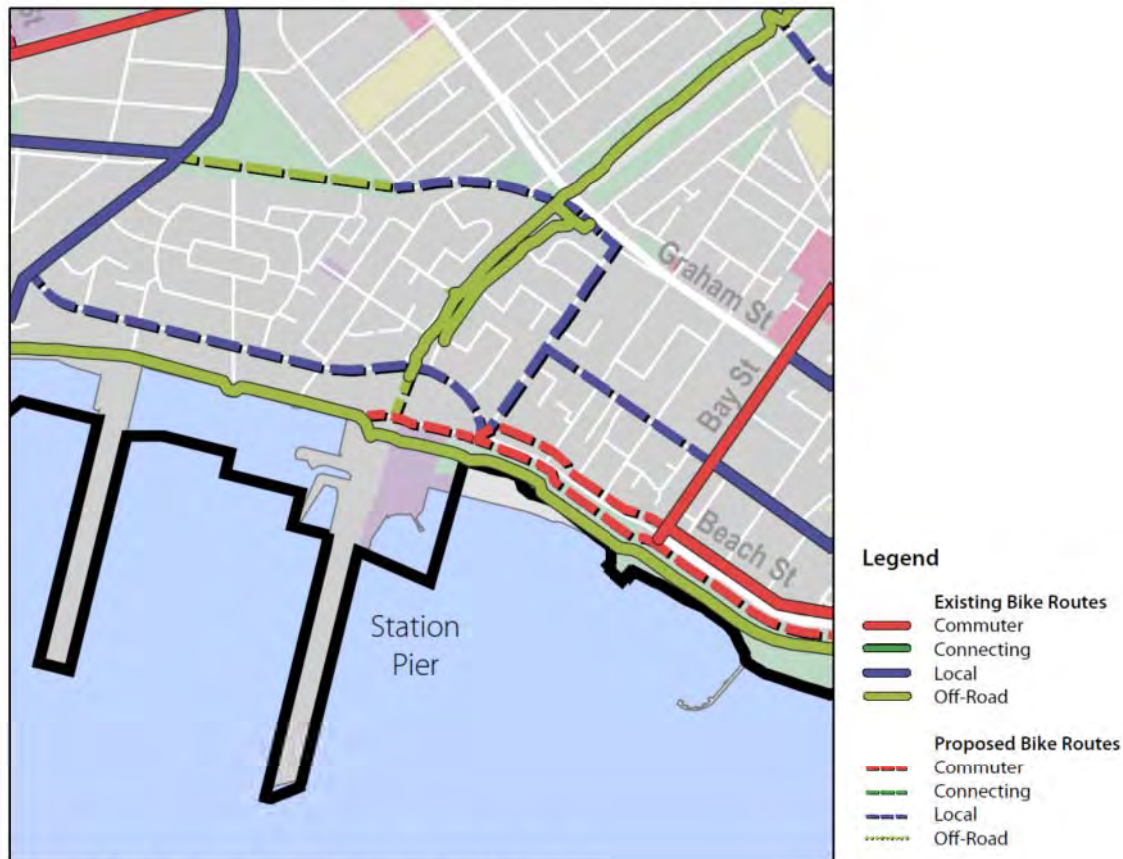 St
Graham St
Bay St
Beach St
Station
Pier
Legend
Existing Bike Routes
Commuter
Connecting
Local
Off-Road
Proposed Bike Routes
Commuter
Connecting
Local
Off-Road